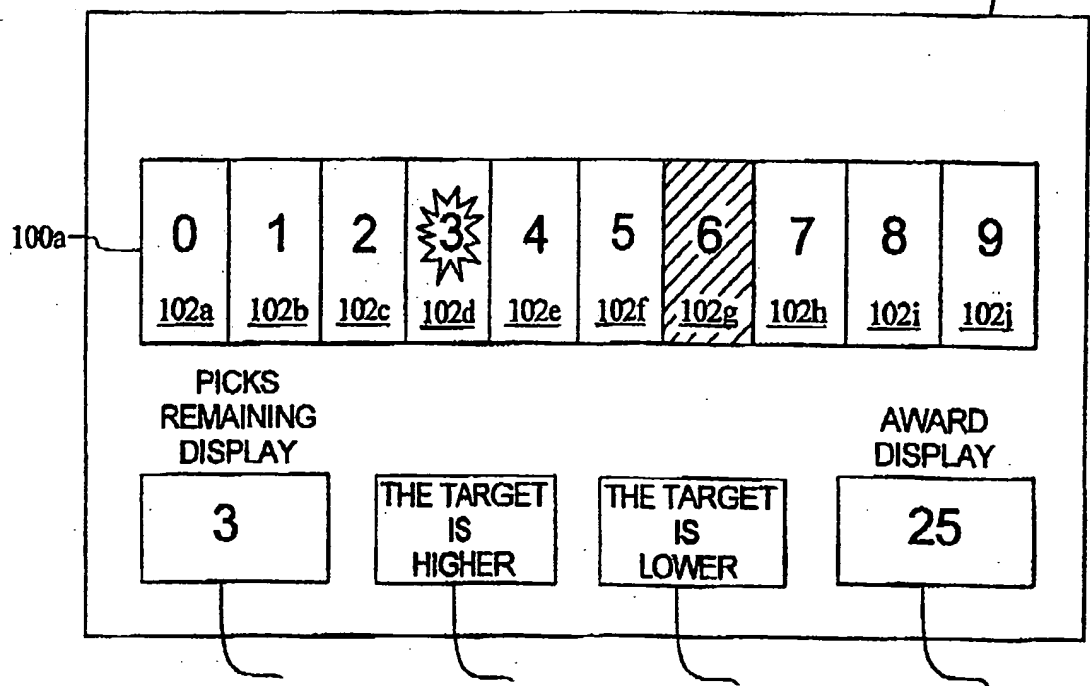 0 1 2 3 4 5 6 7 8 9
100a
102a 102b 102c 102d 102e 102f 102g 102h 102i 102j
PICKS
REMAINING
DISPLAY
3
THE TARGET
IS
HIGHER
THE TARGET
IS
LOWER
AWARD
DISPLAY
25